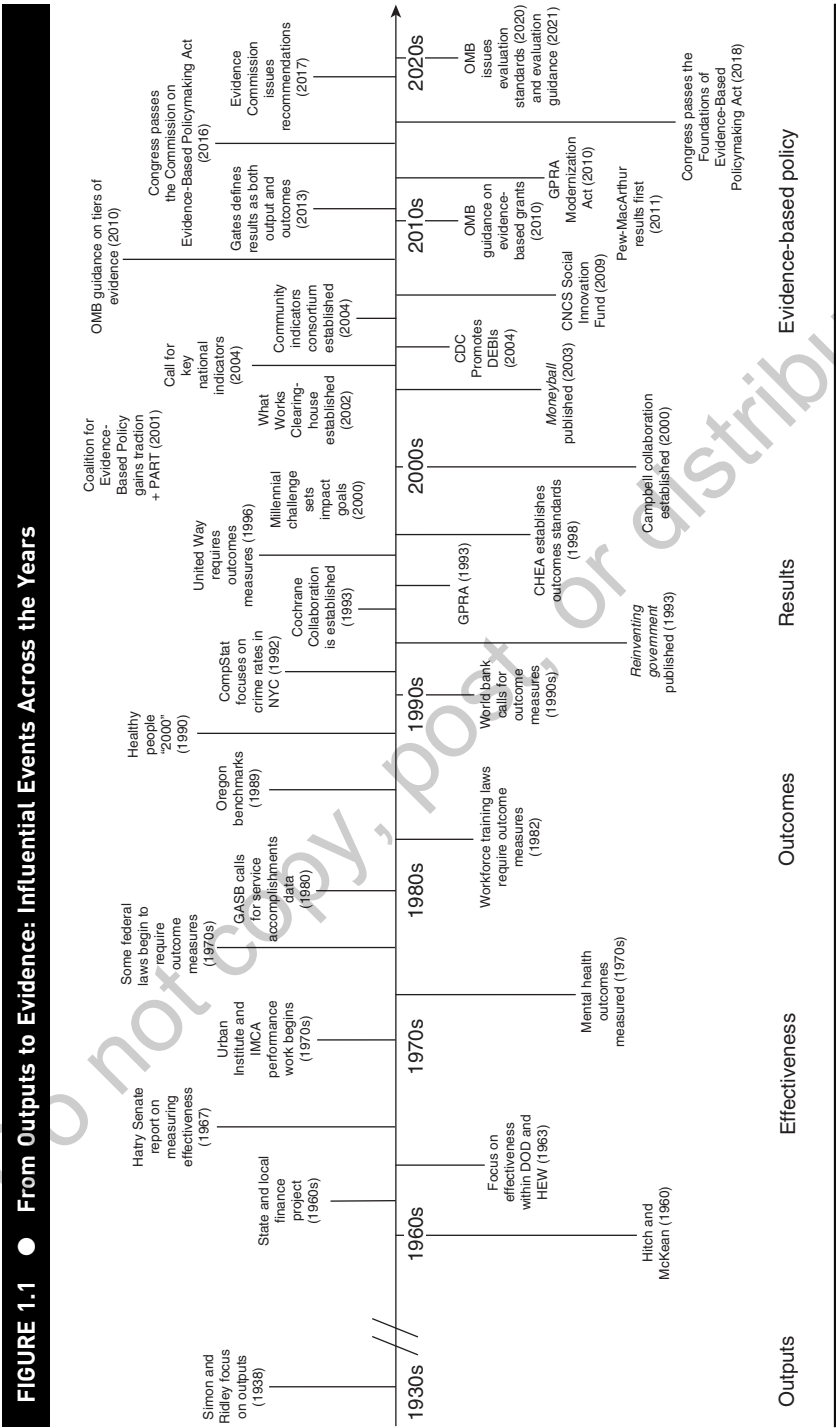 FIGURE 1.1 ● From Outputs to Evidence: Influential Events Across the Years
Simon and
Ridley focus
on outputs
(1938)
State and local
finance
project
(1960s)
Hatry Senate
report on
measuring
effectiveness
(1967)
Urban
Institute and
IMCA
performance
work begins
(1970s)
Some federal
laws begin to
require
outcome
measures
(1970s)
GASB calls
for service
accomplishments
data
(1980)
Oregon
benchmarks
(1989)
Healthy
people
“2000”
(1990)
CompStat
focuses on
crime rates in
NYC (1992)
Cochrane
Collaboration
is established
(1993)
United Way
requires
outcomes
measures (1996)
Millennial
challenge
sets
impact
goals
(2000)
Coalition for
Evidence-
Based Policy
gains traction
+ PART (2001)
What
Works
Clearing-
house
established
(2002)
Call for
key
national
indicators
(2004)
Community
indicators
consortium
established
(2004)
OMB guidance on tiers of
evidence (2010)
Gates defines
results as both
output and
outcomes
(2013)
Congress passes
the Commission on
Evidence-Based Policymaking Act
(2016)
Evidence
Commission
issues
recommendations
(2017)
1930s
1960s
1970s
1980s
1990s
2000s
2010s
2020s
Hitch and
McKean (1960)
Focus on
effectiveness
within DOD and
HEW (1963)
Mental health
outcomes
measured (1970s)
Workforce training laws
require outcome
measures
(1982)
World bank
calls for
outcome
measures
(1990s)
Reinventing
government
published (1993)
GPRA (1993)
CHEA establishes
outcomes standards
(1998)
Campbell collaboration
established (2000)
Moneyball
published (2003)
CDC
Promotes
DEBIs
(2004)
CNCS Social
Innovation
Fund (2009)
OMB
guidance on
evidence-
based grants
(2010)
GPRA
Modernization
Act (2010)
Pew-MacArthur
results first
(2011)
Congress passes the
Foundations of
Evidence-Based
Policymaking Act (2018)
OMB
issues
evaluation
standards (2020)
and evaluation
guidance (2021)
Outputs
Effectiveness
Outcomes
Results
Evidence-based policy
not copy, post, or